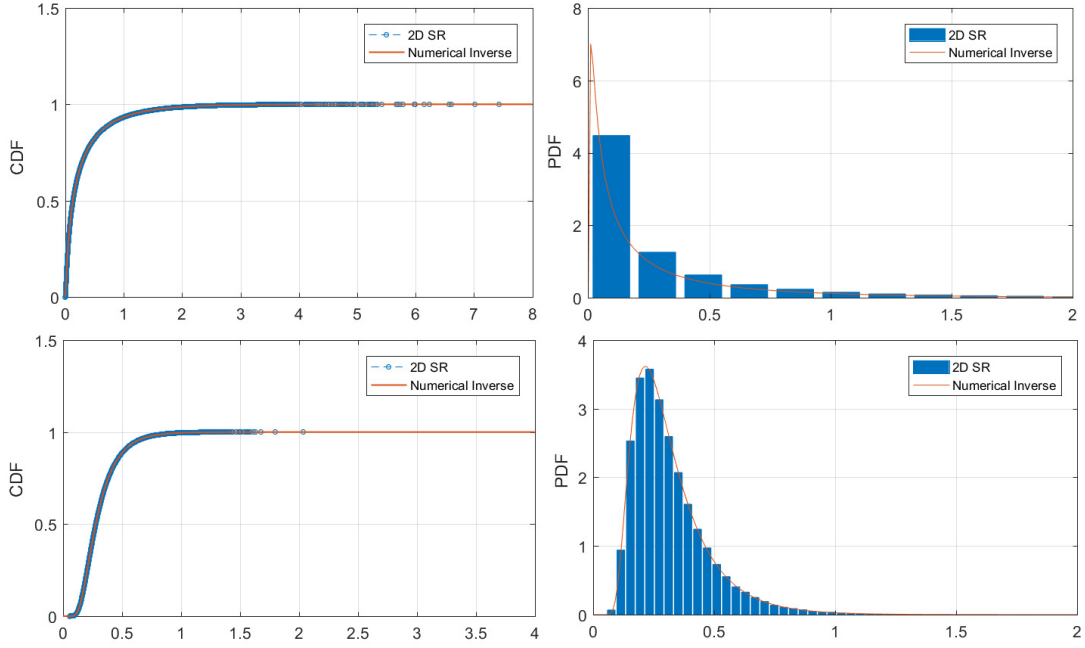 1.5
1
0.5
0
CDF
0 1 2 3 4 5 6 7 8
2D SR
Numerical Inverse
8
6
4
2
0
PDF
0 0.5 1 1.5 2
2D SR
Numerical Inverse
1.5
1
0.5
0
CDF
0 0.5 1 1.5 2 2.5 3 3.5 4
2D SR
Numerical Inverse
4
3
2
1
0
PDF
0 0.5 1 1.5 2
2D SR
Numerical Inverse